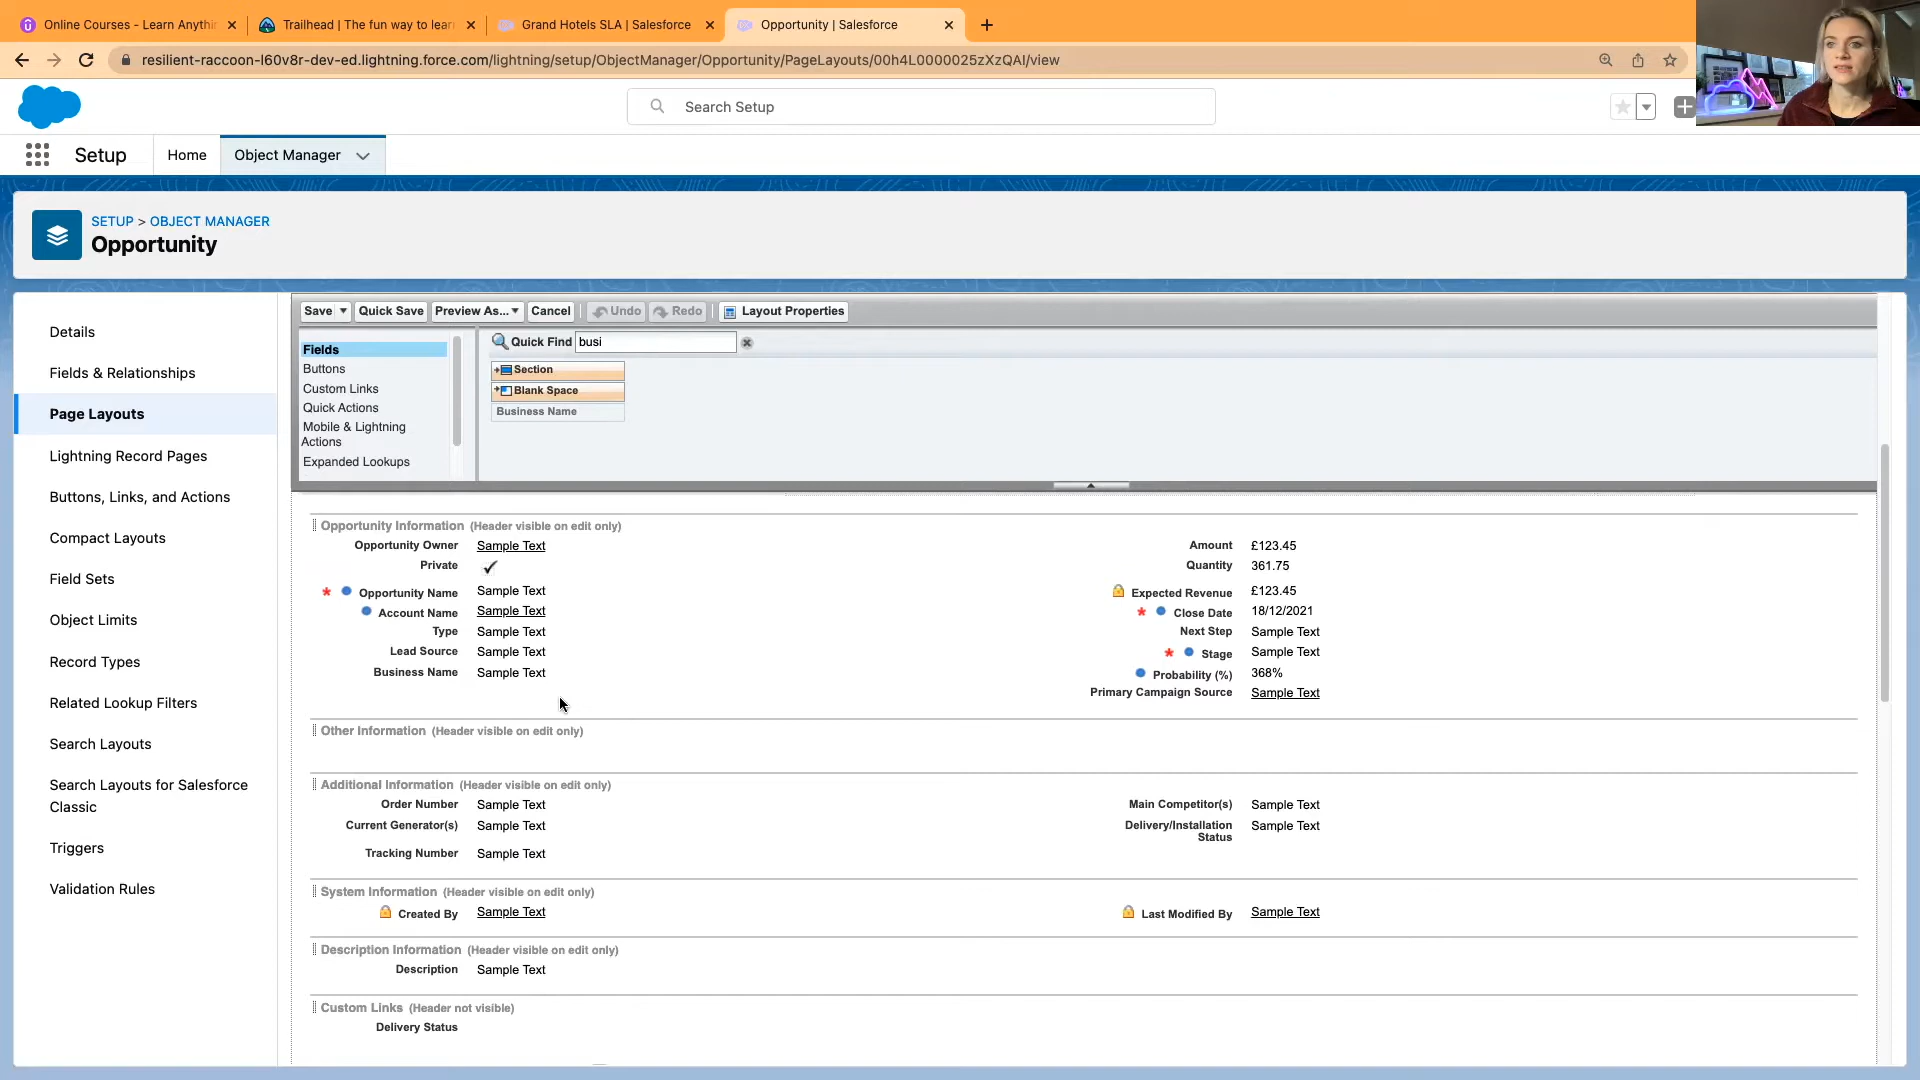 Online Courses - Learn Anythi
Trailhead | The fun way to lear
Grand Hotels SLA | Salesforce
Opportunity | Salesforce
resilient-raccoon-l60v8r-dev-ed.lightning.force.com/lightning/setup/ObjectManager/Opportunity/PageLayouts/00h4L0000025zXzQAI/view
Search Setup
Setup
Home
Object Manager
SETUP > OBJECT MANAGER
Opportunity
Details
Fields & Relationships
Page Layouts
Lightning Record Pages
Buttons, Links, and Actions
Compact Layouts
Field Sets
Object Limits
Record Types
Related Lookup Filters
Search Layouts
Search Layouts for Salesforce
Classic
Triggers
Validation Rules
Save
Quick Save
Preview As...
Cancel
Undo
Redo
Layout Properties
Fields
Buttons
Custom Links
Quick Actions
Mobile & Lightning
Actions
Expanded Lookups
Quick Find busi
Section
Blank Space
Business Name
Opportunity Information (Header visible on edit only)
Opportunity Owner Sample Text
Amount £123.45
Private
Quantity 361.75
* Opportunity Name Sample Text
Expected Revenue £123.45
Account Name Sample Text
* Close Date 18/12/2021
Type Sample Text
Next Step Sample Text
Lead Source Sample Text
* Stage Sample Text
Business Name Sample Text
Probability (%) 368%
Primary Campaign Source Sample Text
Other Information (Header visible on edit only)
Additional Information (Header visible on edit only)
Order Number Sample Text
Main Competitor(s) Sample Text
Current Generator(s) Sample Text
Delivery/Installation Sample Text
Status
Tracking Number Sample Text
System Information (Header visible on edit only)
Created By Sample Text
Last Modified By Sample Text
Description Information (Header visible on edit only)
Description Sample Text
Custom Links (Header not visible)
Delivery Status